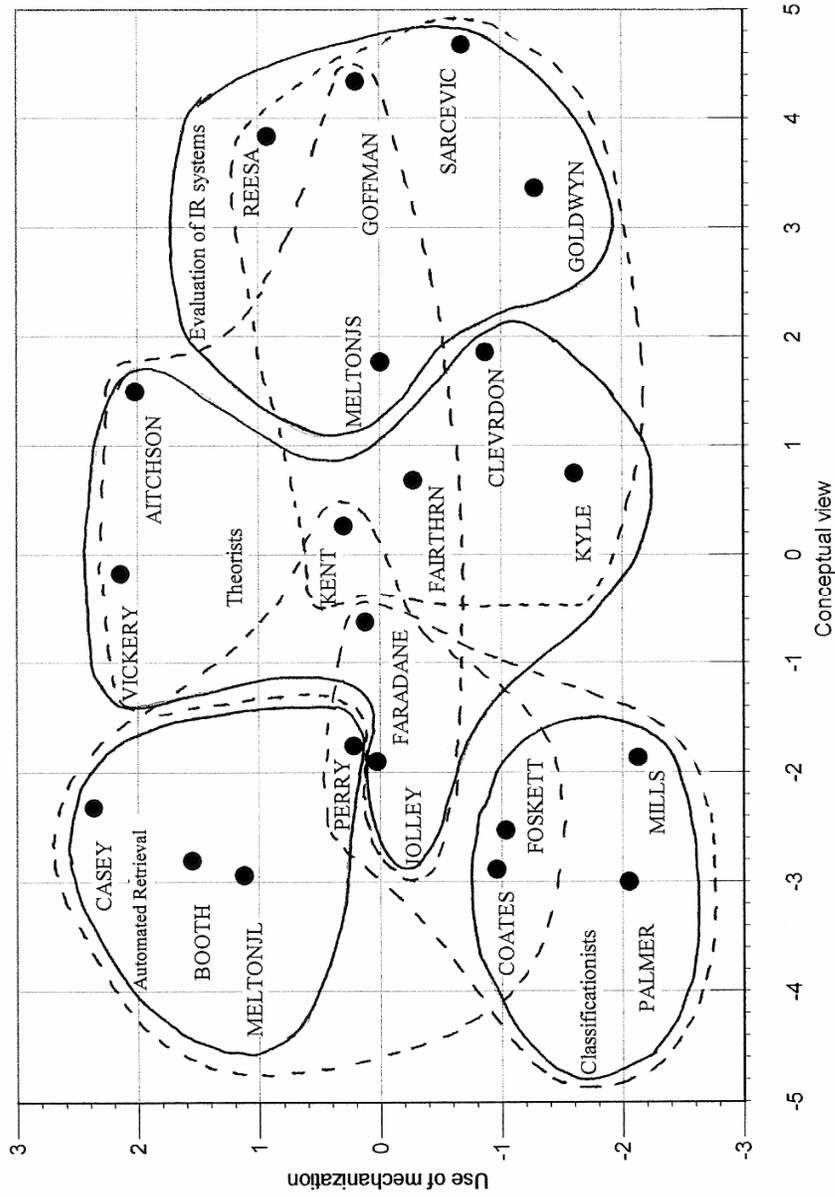 Use of mechanization
3
2
1
0
-1
-2
-3
CASEY
VICKERY
Automated Retrieval
AITCHSON
Evaluation of IR systems
BOOTH
Theorists
REESA
MELTONJL
KENT
PERRY
MELTONJS
GOFFMAN
FARADANE
JOLLEY
FAIRTHRN
SARCEVIC
CLEVRDON
COATES
FOSKETT
GOLDWYN
KYLE
Classificationists
PALMER
MILLS
-5 -4 -3 -2 -1 0 1 2 3 4 5
Conceptual view